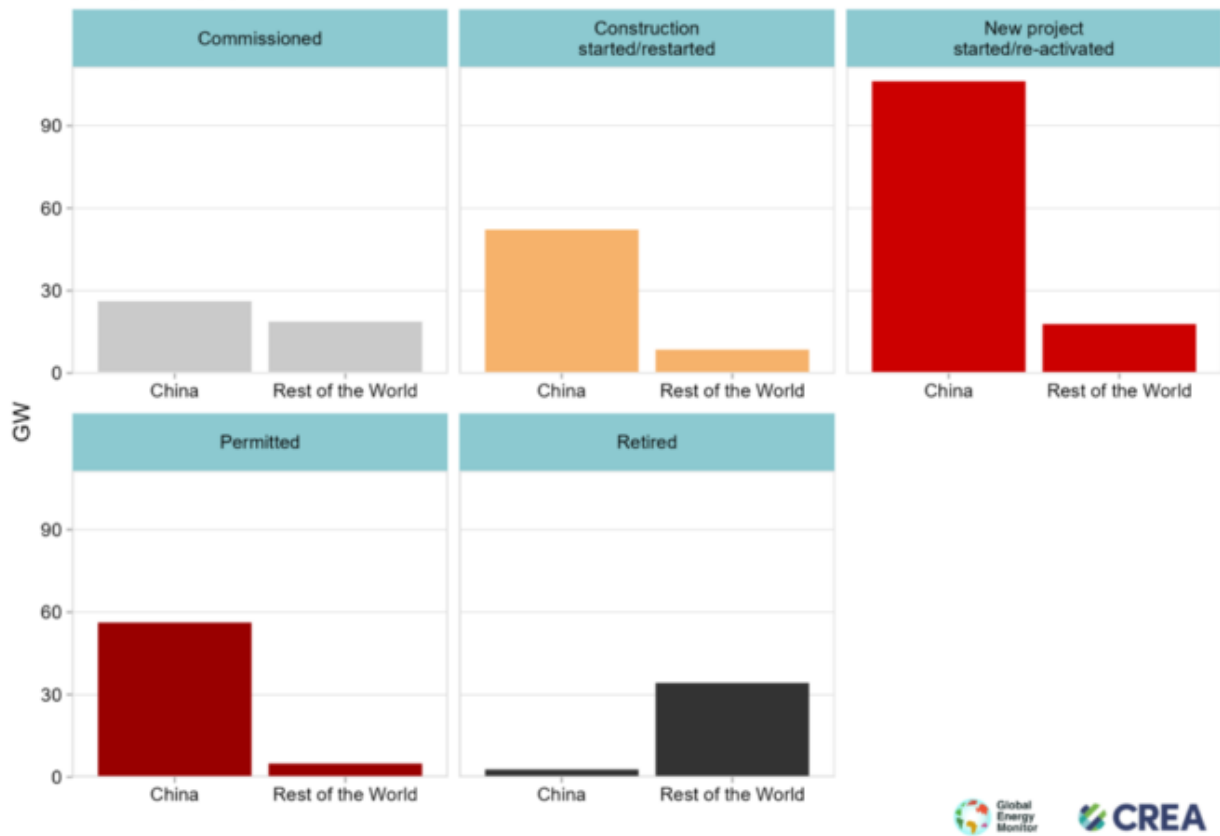 Commissioned
Construction
started/restarted
New project
started/re-activated
90
60
30
0
China
Rest of the World
China
Rest of the World
China
Rest of the World
GW
Permitted
Retired
90
60
30
0
China
Rest of the World
China
Rest of the World
Global
Energy
Monitor
CREA